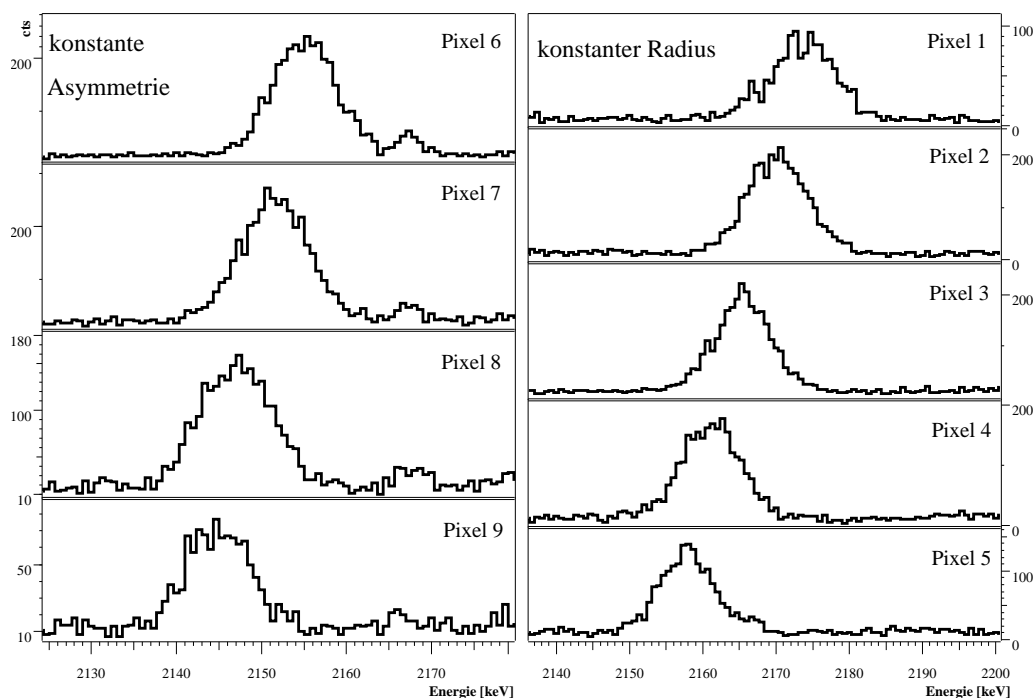 cts
konstante
Asymmetrie
Pixel 6
200
Pixel 7
200
Pixel 8
180
100
10
Pixel 9
50
10
2130 2140 2150 2160 2170
Energie [keV]
konstanter Radius
Pixel 1
100
0
Pixel 2
200
0
Pixel 3
200
0
Pixel 4
200
0
Pixel 5
0
100
0
2140 2150 2160 2170 2180 2190 2200
Energie [keV]